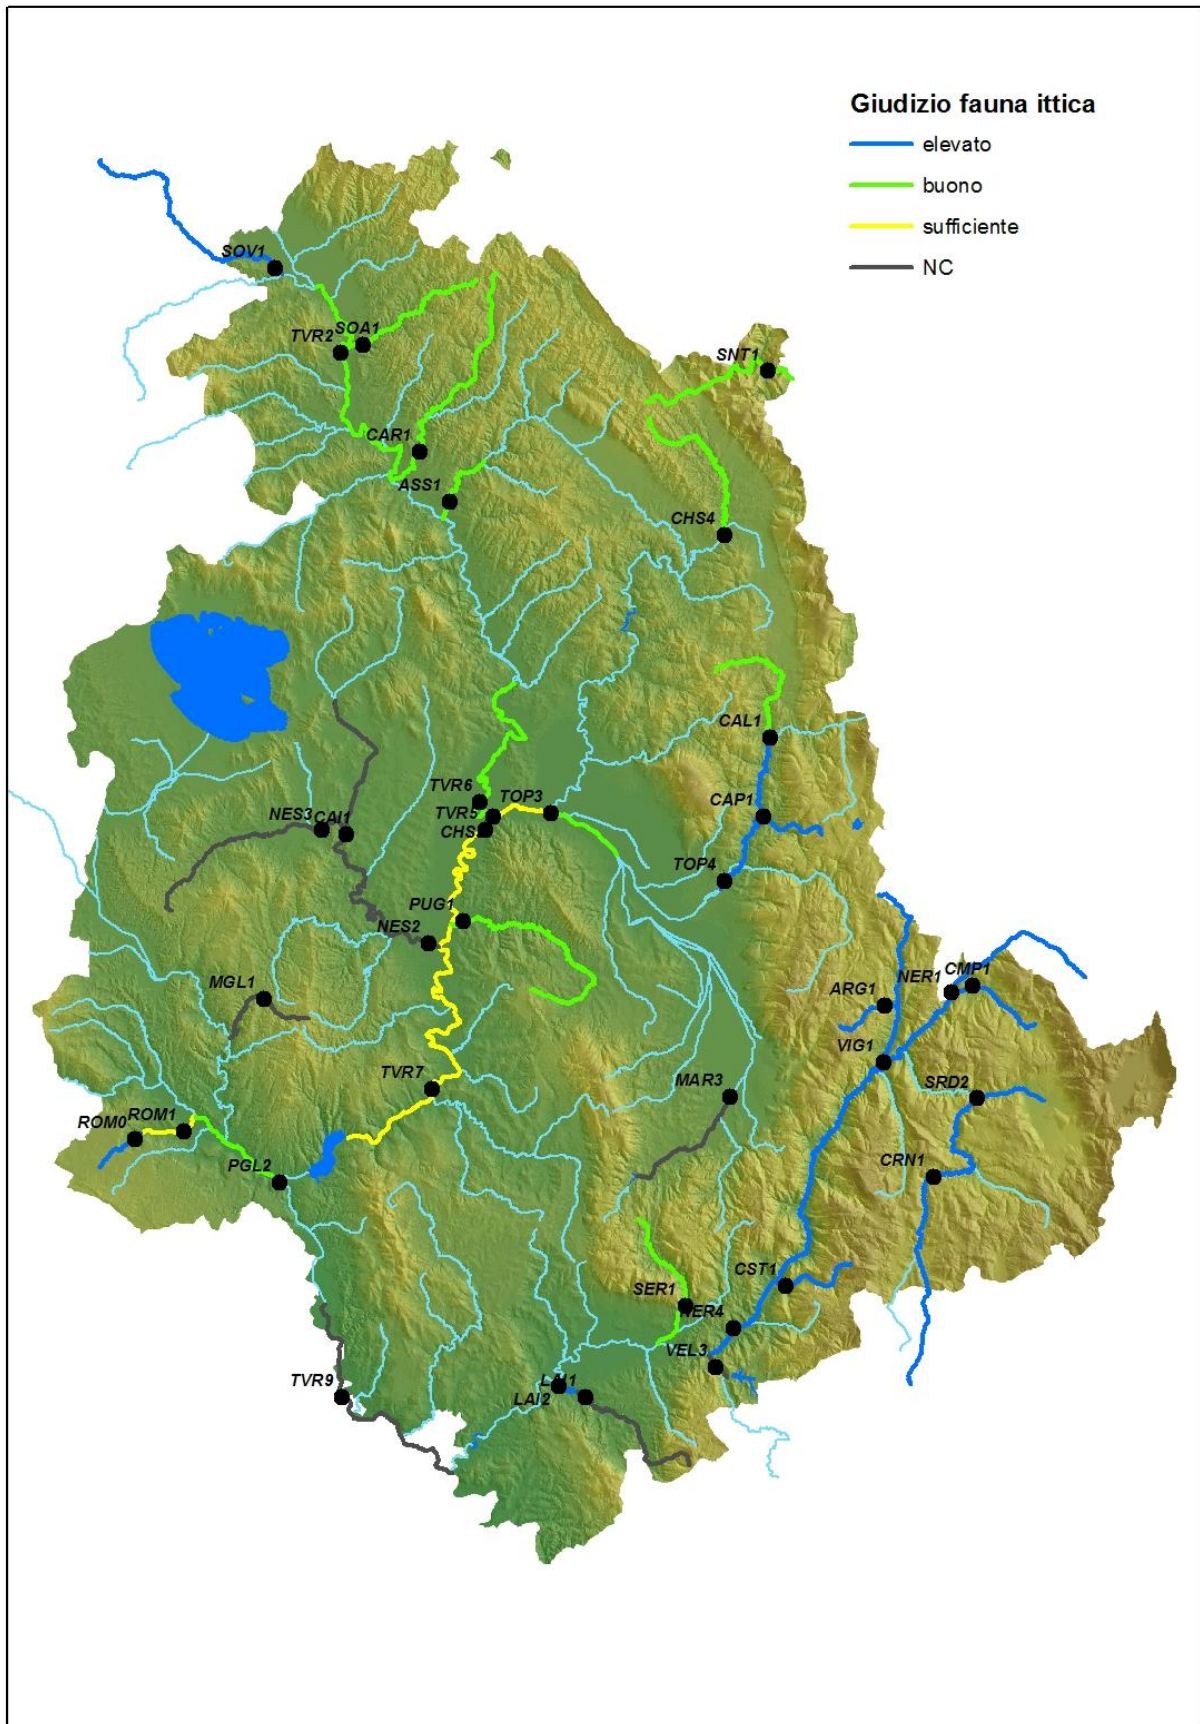 Giudizio fauna ittica
elevato
buono
sufficiente
NC
SOV1
TVR2
SOA1
SNT1
CAR1
ASS1
CHS4
CAL1
TVR6
TOP3
CAP1
TVR5
NES3
CAI1
CHS
TOP4
PUG1
NES2
MGL1
ARG1
NER1
CMP1
VIG1
TVR7
MAR3
SRD2
ROM0
ROM1
PGL2
CRN1
CST1
SER1
NER4
VEL3
TVR9
LAI1
LAI2